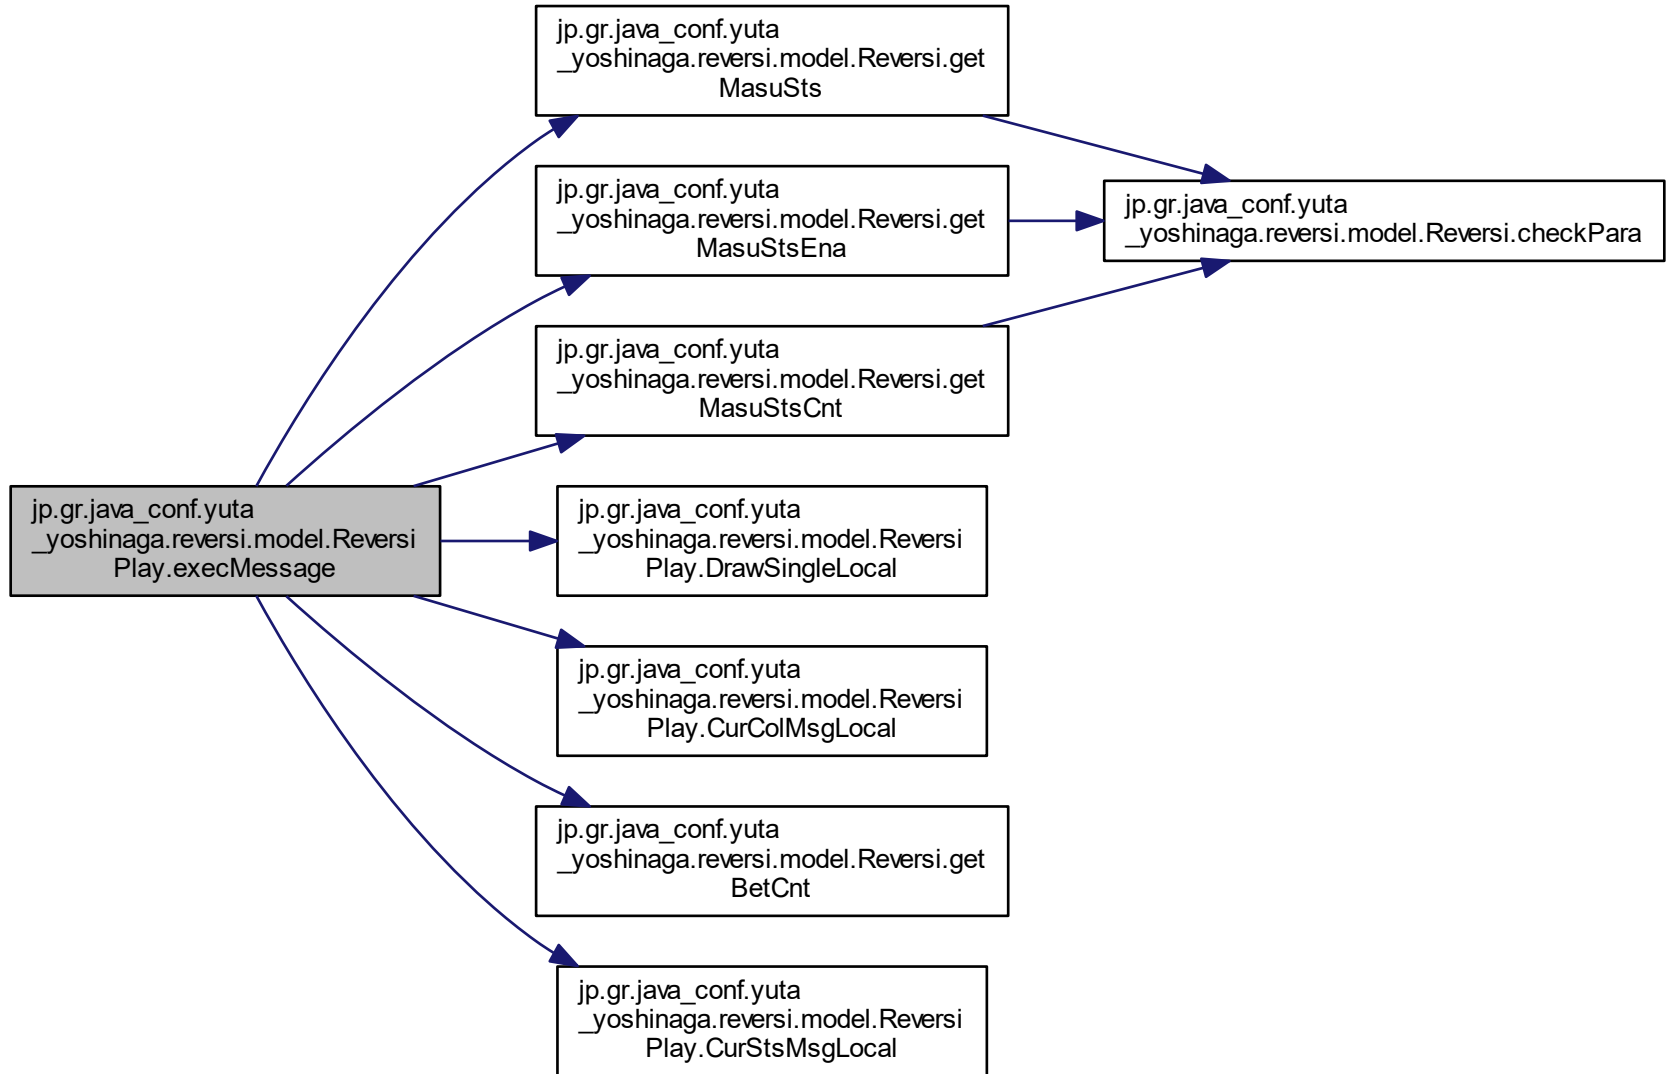 jp.gr.java_conf.yuta
_yoshinaga.reversi.model.Reversi
Play.execMessage
jp.gr.java_conf.yuta
_yoshinaga.reversi.model.Reversi.get
MasuSts
jp.gr.java_conf.yuta
_yoshinaga.reversi.model.Reversi.get
MasuStsEna
jp.gr.java_conf.yuta
_yoshinaga.reversi.model.Reversi.get
MasuStsCnt
jp.gr.java_conf.yuta
_yoshinaga.reversi.model.Reversi
Play.DrawSingleLocal
jp.gr.java_conf.yuta
_yoshinaga.reversi.model.Reversi
Play.CurColMsgLocal
jp.gr.java_conf.yuta
_yoshinaga.reversi.model.Reversi.get
BetCnt
jp.gr.java_conf.yuta
_yoshinaga.reversi.model.Reversi
Play.CurStsMsgLocal
jp.gr.java_conf.yuta
_yoshinaga.reversi.model.Reversi.checkPara